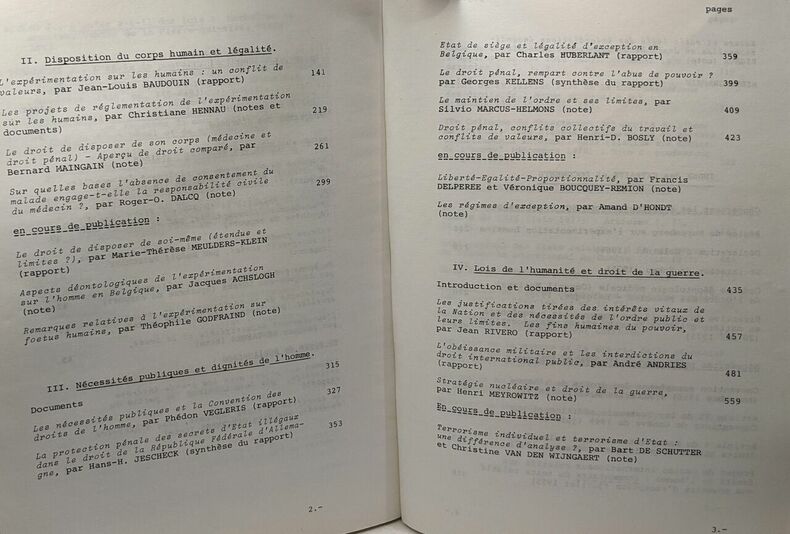 II. Disposition du corps humain et légalité.
L'expérimentation sur les humains : un conflit de
valeurs, par Jean-Louis BAUDOUIN (rapport) 141
Les projets de réglementation de l'expérimentation
sur les humains, par Christiane HENNAU (notes et 219
documents)
Le droit de disposer de son corps (médecine et
droit pénal) - Aperçu de droit comparé, par 261
Bernard MAINGAIN (note)
Sur quelles bases l'absence de consentement du
malade engage-t-elle la responsabilité civile 299
du médecin ?, par Roger-O. DALCQ (note)
en cours de publication :
Le droit de disposer de soi-même (étendue et
limites ?), par Marie-Thérèse MEULDERS-KLEIN
(rapport)
Aspects déontologiques de l'expérimentation
sur l'homme en Belgique, par Jacques ACHSLOGH
(note)
Remarques relatives à l'expérimentation sur
foetus humains, par Théophile GODFRAIND (note)
III. Nécessités publiques et dignités de l'homme.
Documents 315
Les nécessités publiques et la Convention des
droits de l'homme, par Phédon VEGLERIS (rapport) 327
La protection pénale des secrets d'Etat illégaux
dans le droit de la République Fédérale d'Allema- 353
gne, par Hans-H. JESCHECK (synthèse du rapport)
2.-
pages
Etat de siège et légalité d'exception en
Belgique, par Charles HUBERLANT (rapport) 359
Le droit pénal, rempart contre l'abus de pouvoir ?
par Georges KELLENS (synthèse du rapport) 399
Le maintien de l'ordre et ses limites, par
Silvio MARCUS-HELMONS (note) 409
Droit pénal, conflits collectifs du travail et
conflits de valeurs, par Henri-D. BOSLY (note) 423
en cours de publication :
Liberté-Egalité-Proportionnalité, par Francis
DELPEREE et Véronique BOUCQUEY-REMION (note)
Les régimes d'exception, par Amand D'HONDT
(note)
IV. Lois de l'humanité et droit de la guerre.
Introduction et documents 435
Les justifications tirées des intérêts vitaux de
la Nation et des nécessités de l'ordre public et
leurs limites. Les fins humaines du pouvoir,
par Jean RIVERO (rapport) 457
L'obéissance militaire et les interdictions du
droit international public, par André ANDRIES
(rapport) 481
Stratégie nucléaire et droit de la guerre,
par Henri MEYROWITZ (note) 559
En cours de publication :
Terrorisme individuel et terrorisme d'Etat :
une différence d'analyse ?, par Bart DE SCHUTTER
et Christine VAN DEN WIJNGAERT (note)
3.-